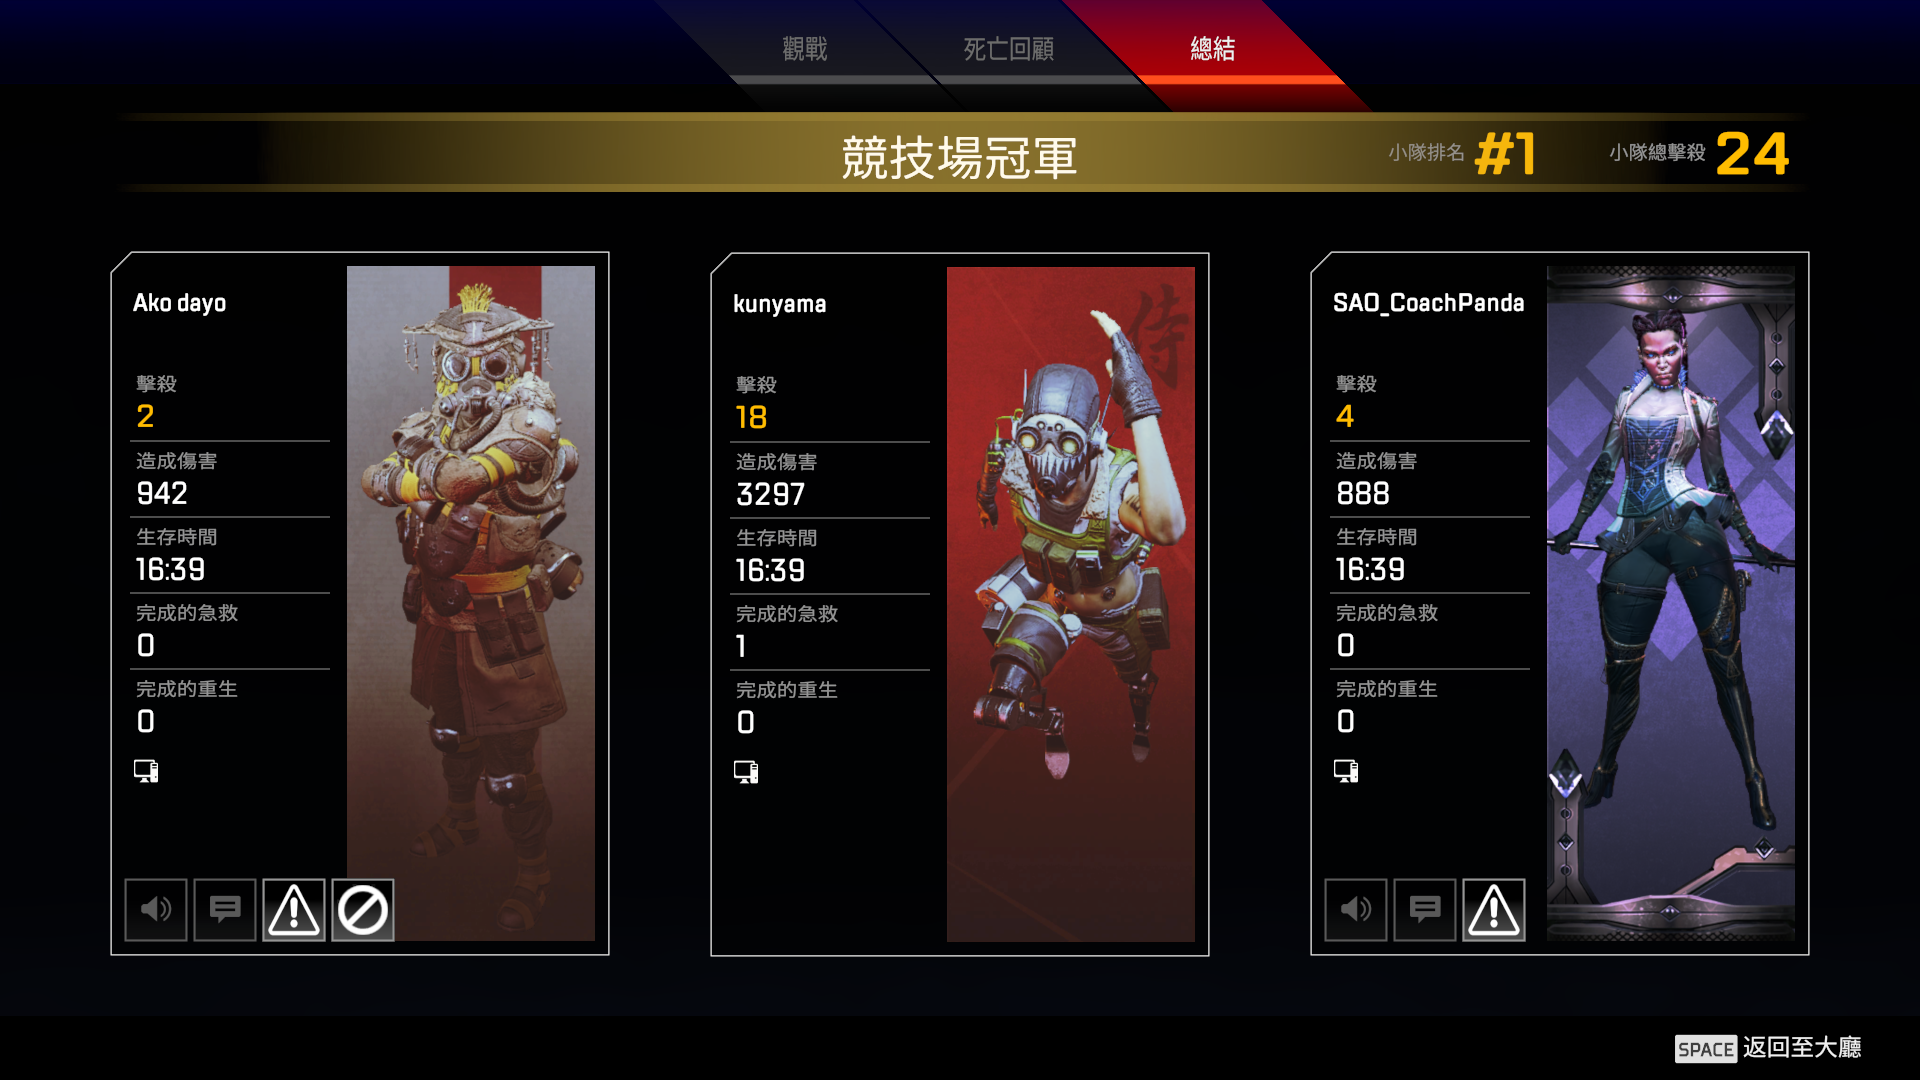 觀戰
死亡回顧
總結
競技場冠軍
小隊排名 #1
小隊總擊殺 24
Ako dayo
擊殺
2
造成傷害
942
生存時間
16:39
完成的急救
0
完成的重生
0
kunyama
擊殺
18
造成傷害
3297
生存時間
16:39
完成的急救
1
完成的重生
0
侍
SAO_CoachPanda
擊殺
4
造成傷害
888
生存時間
16:39
完成的急救
0
完成的重生
0
SPACE 返回至大廳